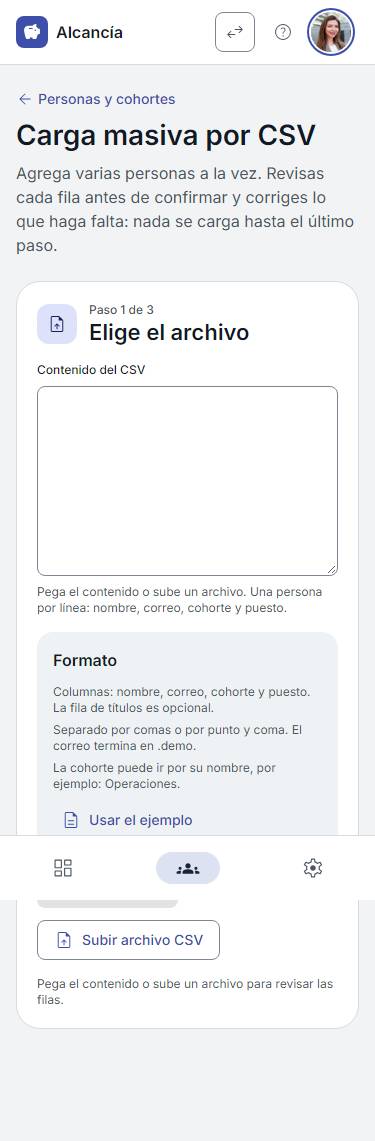 Alcancía
Personas y cohortes
Carga masiva por CSV
Agrega varias personas a la vez. Revisas
cada fila antes de confirmar y corriges lo
que haga falta: nada se carga hasta el último
paso.
Paso 1 de 3
Elige el archivo
Contenido del CSV
Pega el contenido o sube un archivo. Una persona
por línea: nombre, correo, cohorte y puesto.
Formato
Columnas: nombre, correo, cohorte y puesto.
La fila de títulos es opcional.
Separado por comas o por punto y coma. El
correo termina en .demo.
La cohorte puede ir por su nombre, por
ejemplo: Operaciones.
Usar el ejemplo
Subir archivo CSV
Pega el contenido o sube un archivo para revisar las
filas.